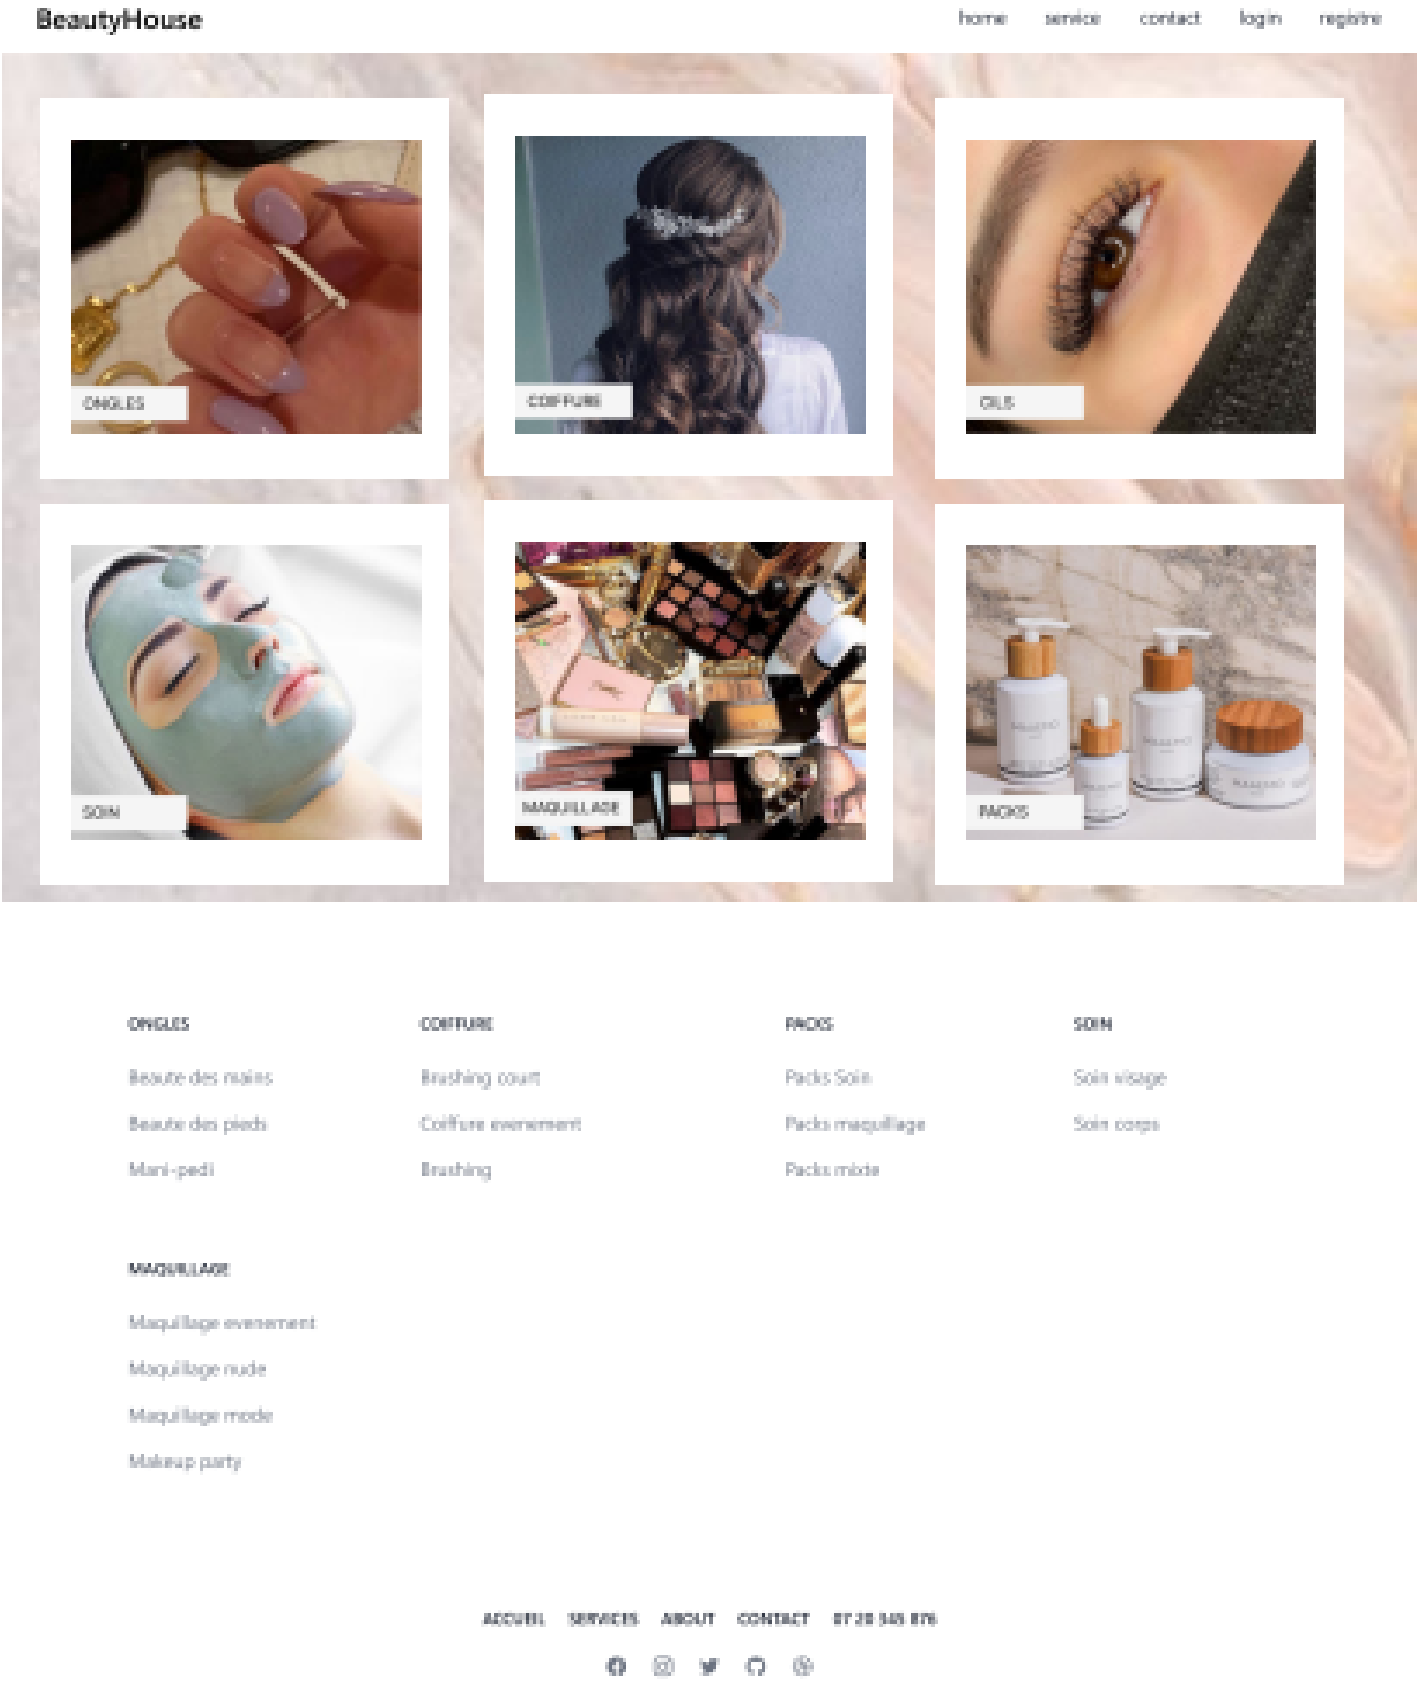 BeautyHouse
home service contact login registre
ONGLES COIFFURE CILS
SOIN MAQUILLAGE PACKS
ONGLES COIFFURE PACKS SOIN
Beaute des mains Brushing court Packs Soin Soin visage
Beaute des pieds Coiffure evenement Packs maquillage Soin corps
Mani-pedi Brushing Packs mixte
MAQUILLAGE
Maquillage evenement
Maquillage nude
Maquillage mode
Makeup party
ACCUEIL SERVICES ABOUT CONTACT 07 20